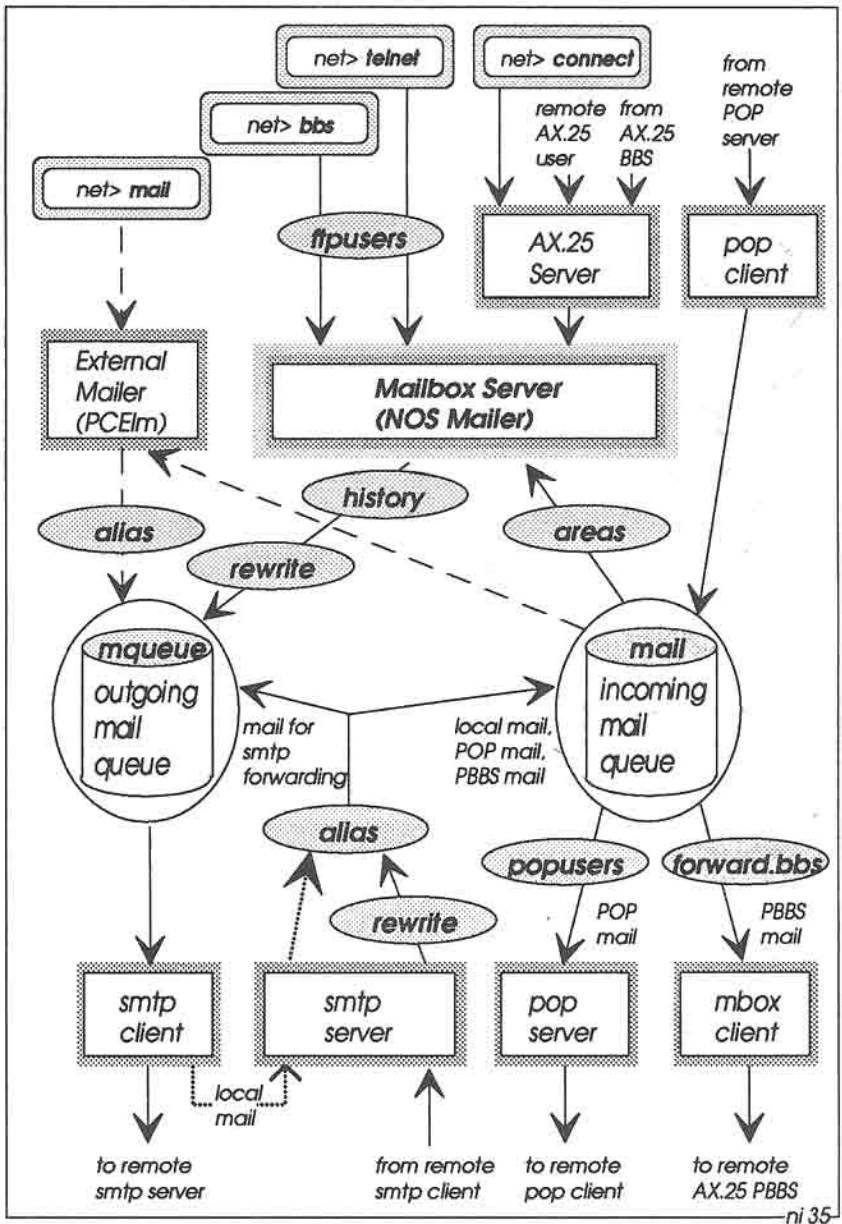 net> telnet
net> connect
net> bbs
net> mail
from
remote
POP
server
remote
AX.25
user
from
AX.25
BBS
ftpusers
AX.25
Server
pop
client
External
Mailer
(PCElm)
Mailbox Server
(NOS Mailer)
history
areas
alias
rewrite
mqueue
outgoing
mail
queue
mail
incoming
mail
queue
mail for
smtp
forwarding
local mail,
POP mail,
PBBS mail
alias
rewrite
popusers
forward.bbs
POP
mail
PBBS
mail
smtp
client
smtp
server
pop
server
mbox
client
local
mail
to remote
smtp server
from remote
smtp client
to remote
pop client
to remote
AX.25 PBBS
ni 35